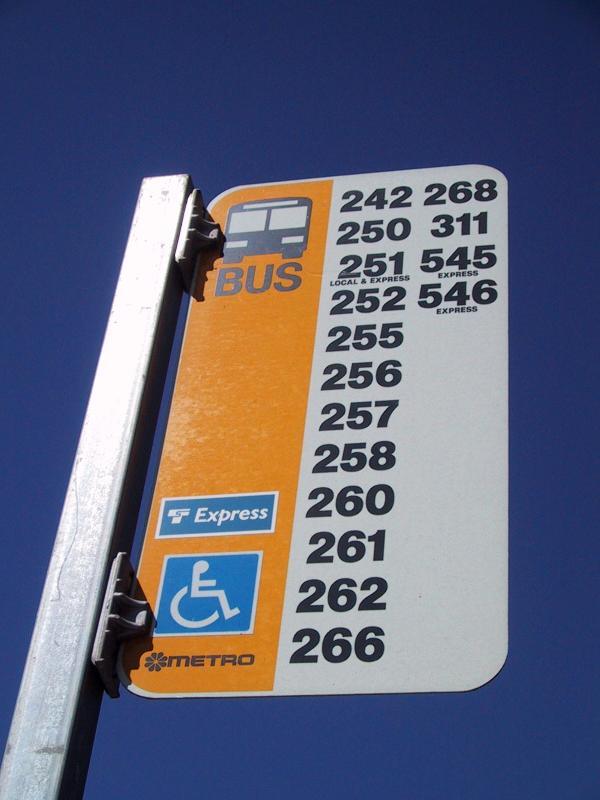 BUS
242 268
250 311
251 545
LOCAL & EXPRESS EXPRESS
252 546
EXPRESS
255
256
257
258
260
261
262
266
Express
METRO